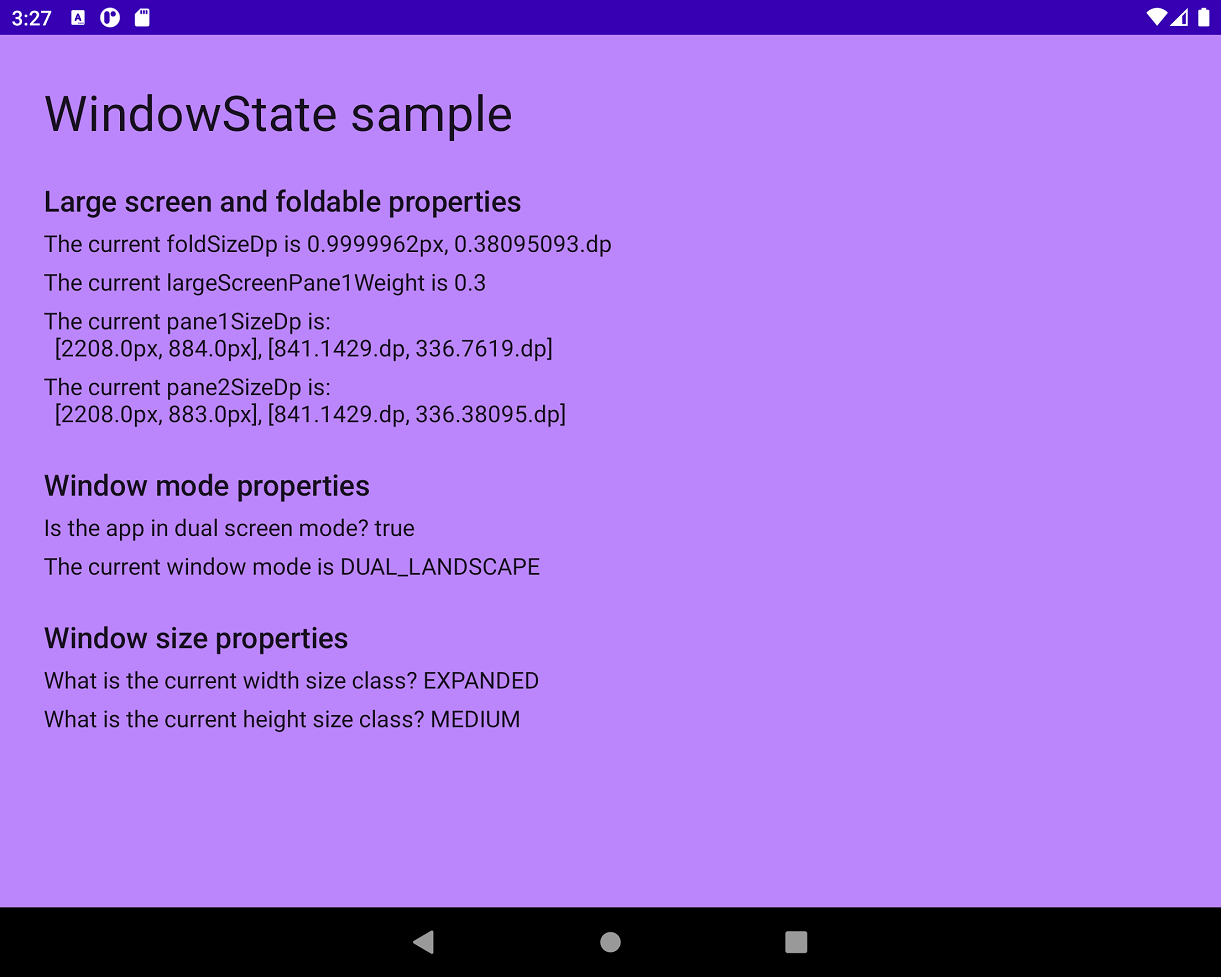 3:27
A
WindowState sample
Large screen and foldable properties
The current foldSizeDp is 0.9999962px, 0.38095093.dp
The current largeScreenPane1Weight is 0.3
The current pane1SizeDp is:
[2208.0px, 884.0px], [841.1429.dp, 336.7619.dp]
The current pane2SizeDp is:
[2208.0px, 883.0px], [841.1429.dp, 336.38095.dp]
Window mode properties
Is the app in dual screen mode? true
The current window mode is DUAL_LANDSCAPE
Window size properties
What is the current width size class? EXPANDED
What is the current height size class? MEDIUM